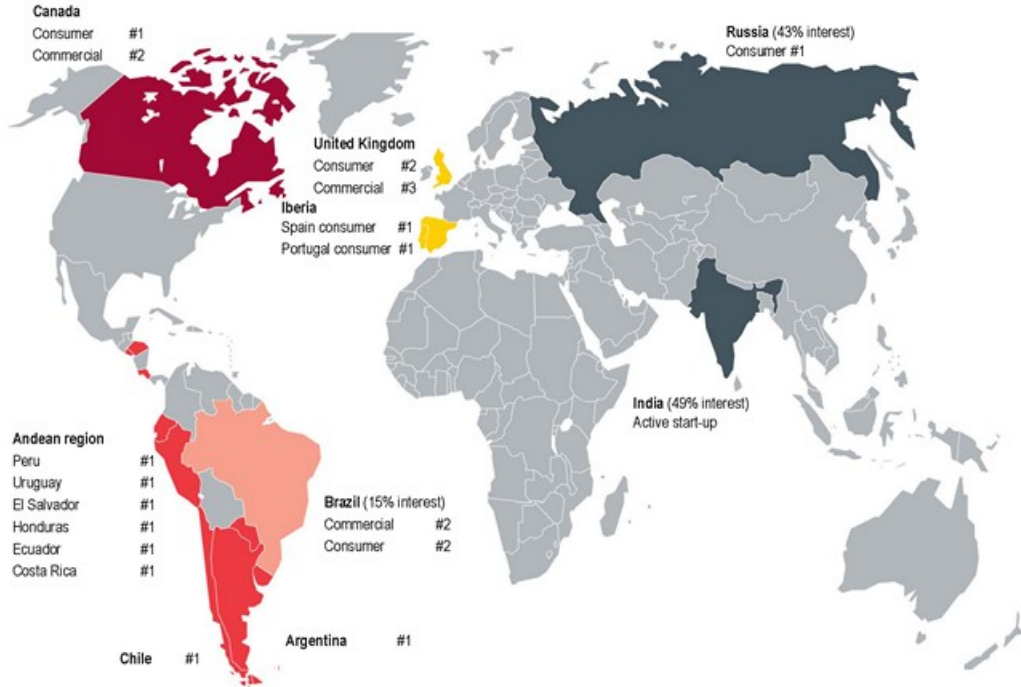 Canada
Consumer #1
Commercial #2
Russia (43% interest)
Consumer #1
United Kingdom
Consumer #2
Commercial #3
Iberia
Spain consumer #1
Portugal consumer #1
India (49% interest)
Active start-up
Andean region
Peru #1
Uruguay #1
El Salvador #1
Honduras #1
Ecuador #1
Costa Rica #1
Brazil (15% interest)
Commercial #2
Consumer #2
Argentina #1
Chile #1